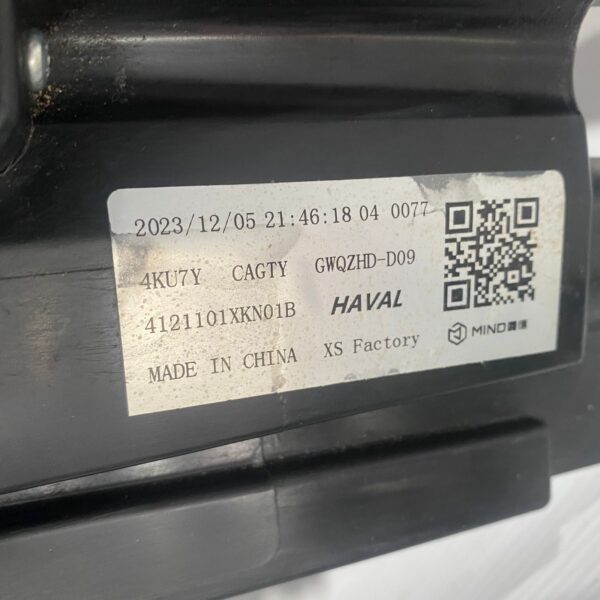 2023/12/05 21:46:18 04 0077
4KU7Y CAGTY GWQZHD-D09
4121101XKN01B HAVAL
MADE IN CHINA XS Factory
MIND